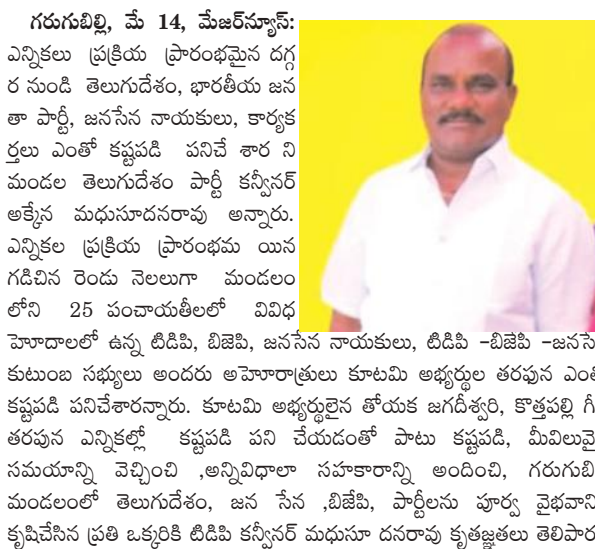 గరుగుబిల్లి, మే 14, మేజర్‌న్యూస్:
ఎన్నికలు ప్రక్రియ ప్రారంభమైన దగ్గ
ర నుండి తెలుగుదేశం, భారతీయ జన
తా పార్టీ, జనసేన నాయకులు, కార్యక
ర్తలు ఎంతో కష్టపడి పనిచే శార ని
మండల తెలుగుదేశం పార్టీ కన్వీనర్
అక్కేన మధుసూదనరావు అన్నారు.
ఎన్నికల ప్రక్రియ ప్రారంభమ యిన
గడిచిన రెండు నెలలుగా మండలం
లోని 25 పంచాయతీలలో వివిధ
హెూదాలలో ఉన్న టిడిపి, బిజెపి, జనసేన నాయకులు, టిడిపి -బిజెపి -జనసే
కుటుంబ సభ్యులు అందరు అహెూరాత్రులు కూటమి అభ్యర్థుల తరఫున ఎంత
కష్టపడి పనిచేశారన్నారు. కూటమి అభ్యర్థులైన తోయక జగదీశ్వరి, కొత్తపల్లి గీ
తరపున ఎన్నికల్లో కష్టపడి పని చేయడంతో పాటు కష్టపడి, మీవిలువై
సమయాన్ని వెచ్చించి ,అన్నివిధాలా సహకారాన్ని అందించి, గరుగుబి
మండలంలో తెలుగుదేశం, జన సేన ,బిజెపి, పార్టీలను పూర్వ వైభవాని
కృషిచేసిన ప్రతి ఒక్కరికి టిడిపి కన్వీనర్ మధుసూ దనరావు కృతజ్ఞతలు తెలిపార